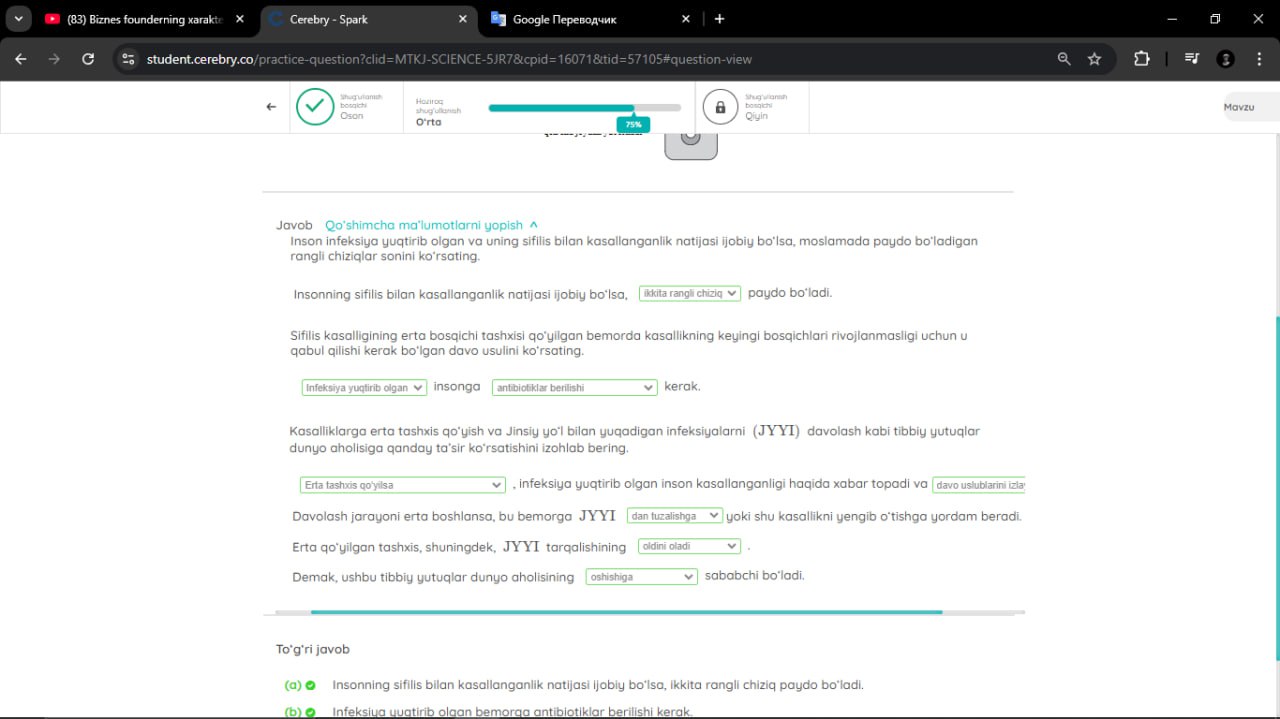 (83) Biznes founderning xarakte
Cerebry - Spark
Google Переводчик
student.cerebry.co/practice-question?clid=MTKJ-SCIENCE-5JR7&cpid=16071&tid=57105#question-view
Shug'ullanish bosqichi
Oson
Hozirgi shug'ullanish
O'rta
75%
Shug'ullanish bosqichi
Qiyin
Mavzu
Javob Qo'shimcha ma'lumotlarni yopish ^
Inson infeksiya yuqtirib olgan va uning sifilis bilan kasallanganlik natijasi ijobiy bo'lsa, moslamada paydo bo'ladigan
rangli chiziqlar sonini ko'rsating.
Insonning sifilis bilan kasallanganlik natijasi ijobiy bo'lsa, ikkita rangli chiziq paydo bo'ladi.
Sifilis kasalligining erta bosqichi tashxisi qo'yilgan bemorda kasallikning keyingi bosqichlari rivojlanmasligi uchun u
qabul qilishi kerak bo'lgan davo usulini ko'rsating.
Infeksiya yuqtirib olgan insonga antibiotiklar berilishi kerak.
Kasalliklarga erta tashxis qo'yish va Jinsiy yo'l bilan yuqadigan infeksiyalarni (JYYI) davolash kabi tibbiy yutuqlar
dunyo aholisiga qanday ta'sir ko'rsatishini izohlab bering.
Erta tashxis qo'yilsa , infeksiya yuqtirib olgan inson kasallanganligi haqida xabar topadi va davo uslublarini izla
Davolash jarayoni erta boshlansa, bu bemorga JYYI dan tuzalishga yoki shu kasallikni yengib o'tishga yordam beradi.
Erta qo'yilgan tashxis, shuningdek, JYYI tarqalishining oldini oladi .
Demak, ushbu tibbiy yutuqlar dunyo aholisining oshishiga sababchi bo'ladi.
To'g'ri javob
(a) Insonning sifilis bilan kasallanganlik natijasi ijobiy bo'lsa, ikkita rangli chiziq paydo bo'ladi.
(b) Infeksiya yuqtirib olgan bemorga antibiotiklar berilishi kerak.